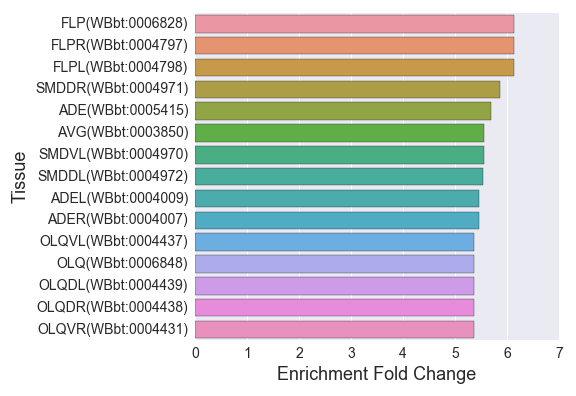 FLP(WBbt:0006828)
FLPR(WBbt:0004797)
FLPL(WBbt:0004798)
SMDDR(WBbt:0004971)
ADE(WBbt:0005415)
AVG(WBbt:0003850)
SMDVL(WBbt:0004970)
SMDDL(WBbt:0004972)
ADEL(WBbt:0004009)
ADER(WBbt:0004007)
OLQVL(WBbt:0004437)
OLQ(WBbt:0006848)
OLQDL(WBbt:0004439)
OLQDR(WBbt:0004438)
OLQVR(WBbt:0004431)
Tissue
0 1 2 3 4 5 6 7
Enrichment Fold Change